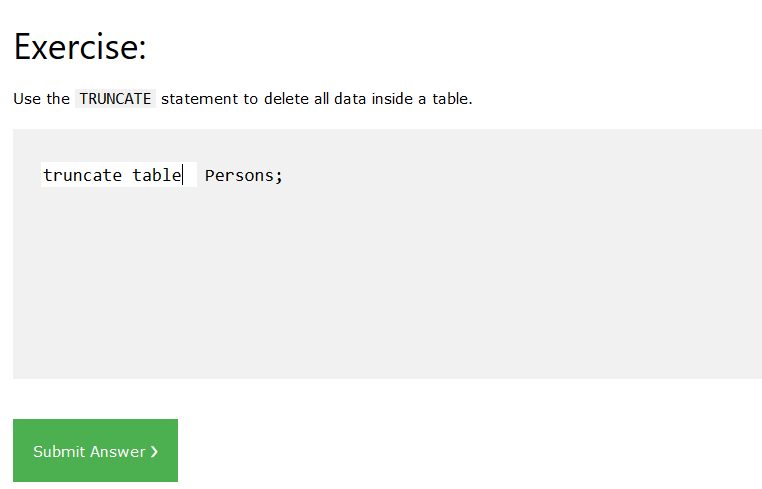 Exercise:
Use the TRUNCATE statement to delete all data inside a table.
truncate table Persons;
Submit Answer ❯